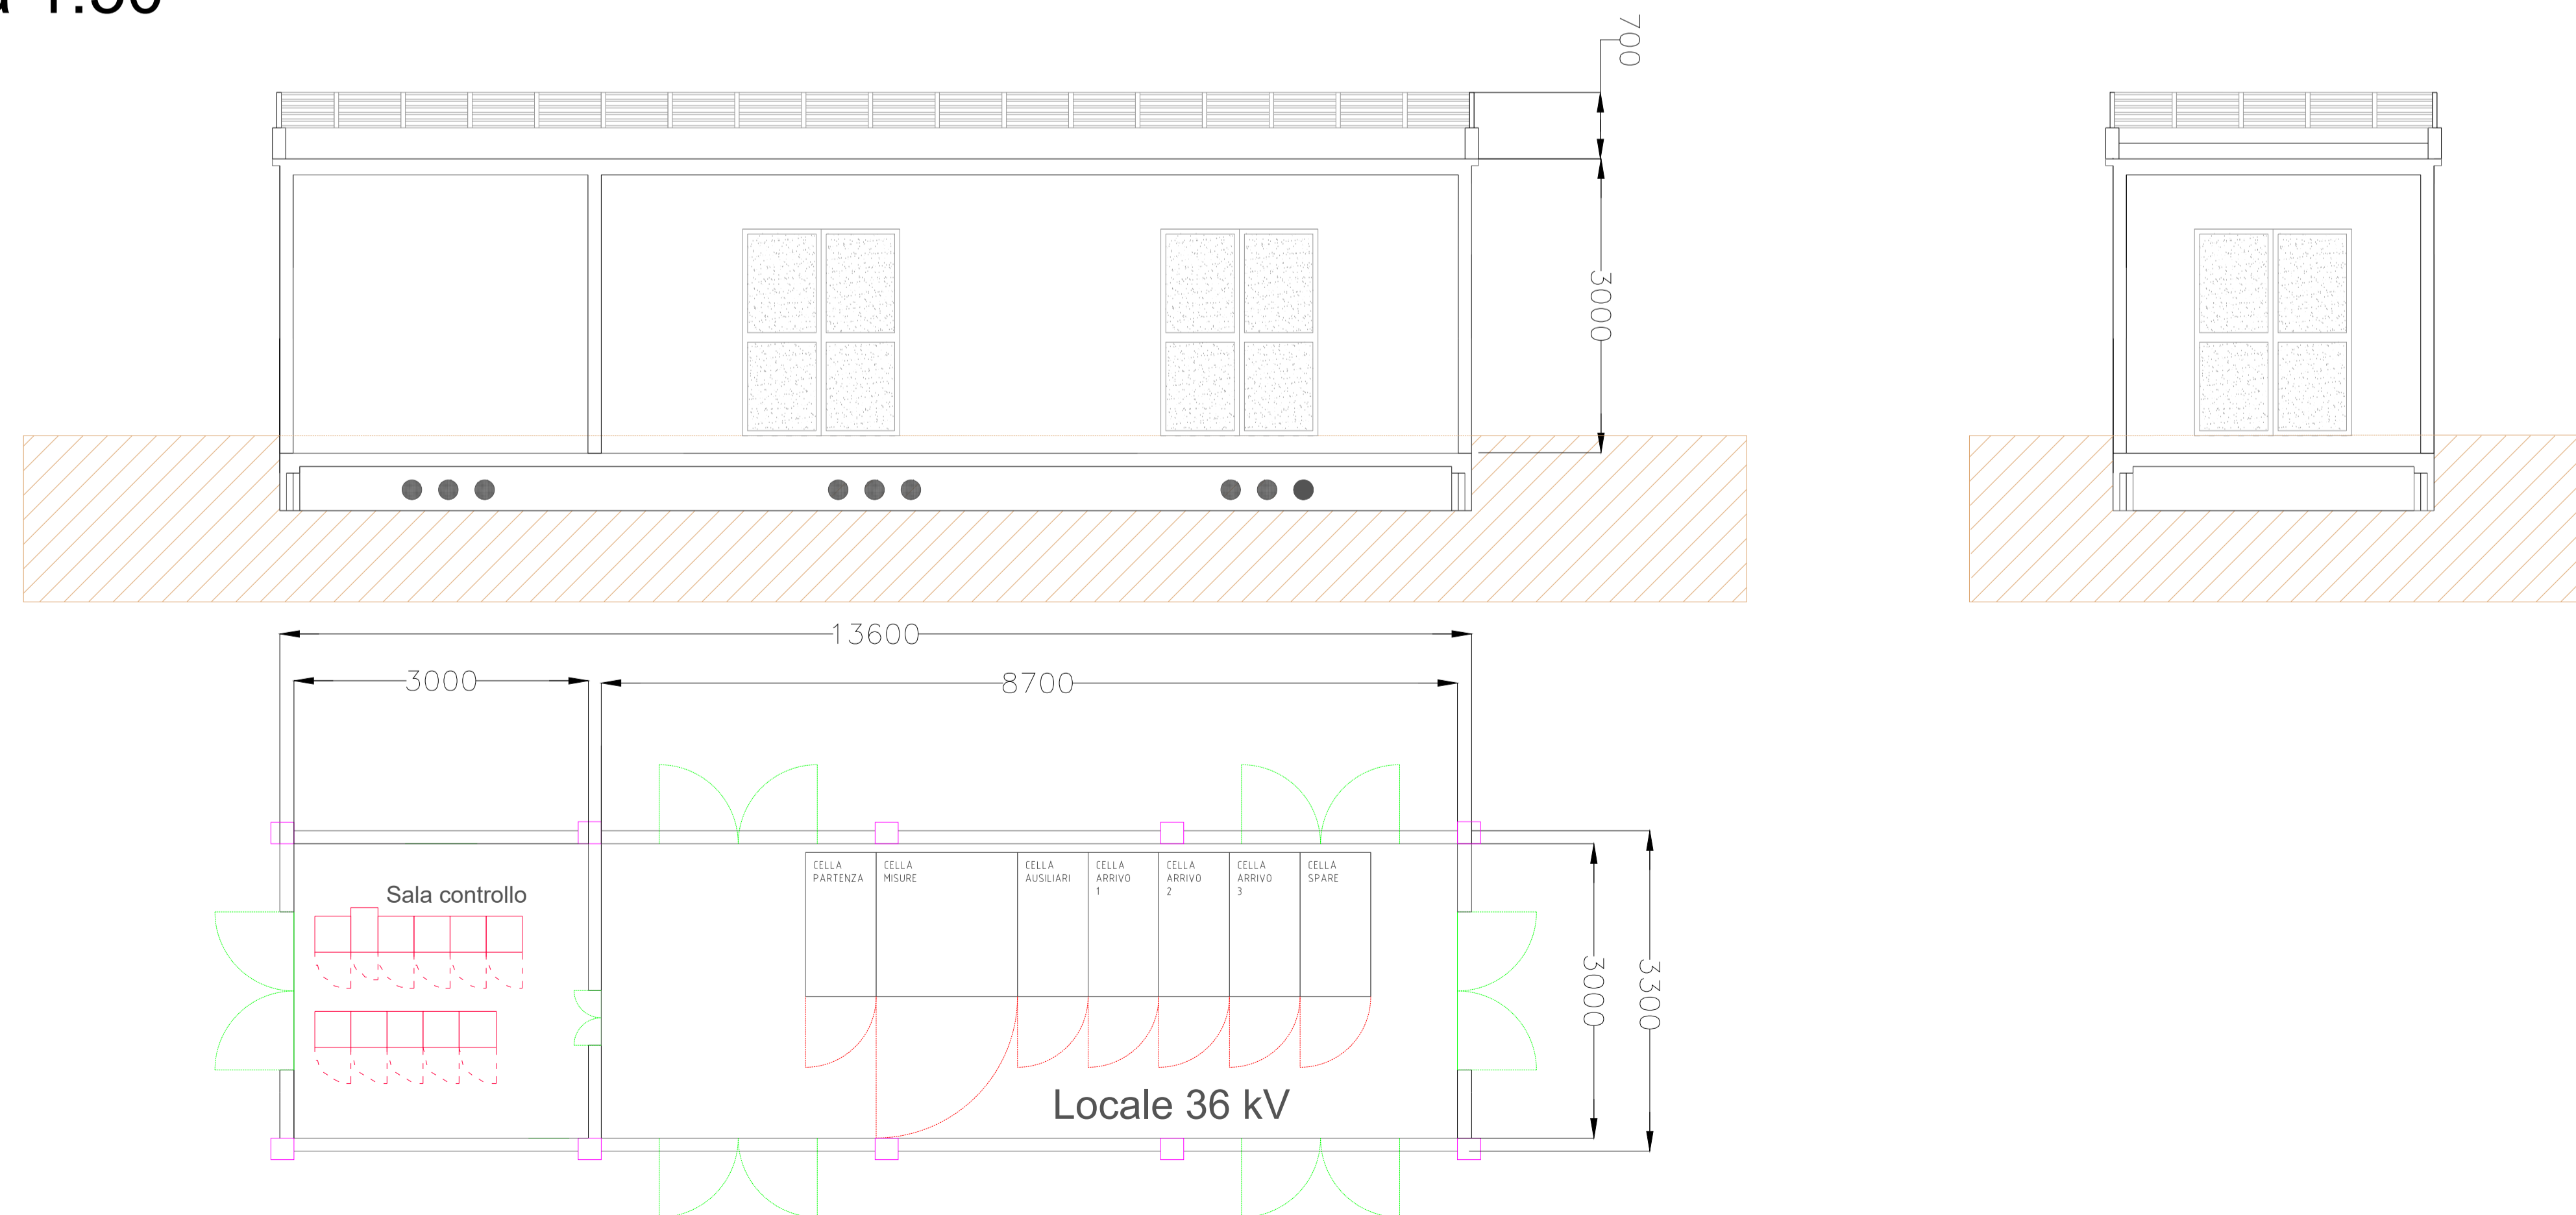 700
3000
13600
3000
8700
CELLA
PARTENZA
CELLA
MISURE
CELLA
AUSILIARI
CELLA
ARRIVO
1
CELLA
ARRIVO
2
CELLA
ARRIVO
3
CELLA
SPARE
Sala controllo
3000
3300
Locale 36 kV